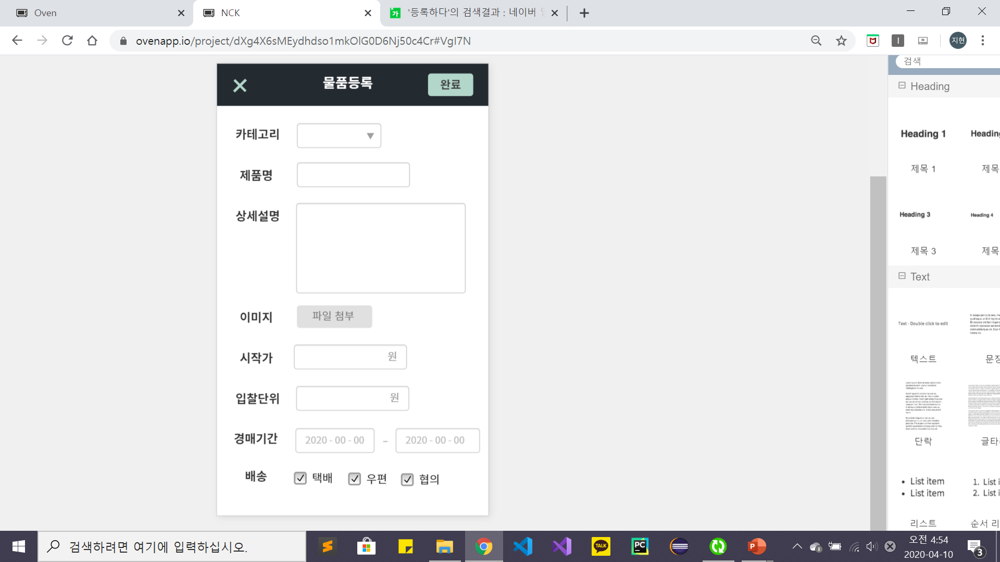 Oven
NCK
'등록하다'의 검색결과 : 네이버
ovenapp.io/project/dXg4X6sMEydhdso1mkOlG0D6Nj50c4Cr#VgI7N
지현
물품등록
완료
카테고리
제품명
상세설명
이미지
파일 첨부
시작가
원
입찰단위
원
경매기간
2020 - 00 - 00
-
2020 - 00 - 00
배송
택배
우편
협의
검색
Heading
Heading 1
Heading
제목 1
제목
Heading 3
Heading 4
제목 3
제목
Text
Text - Double click to edit
텍스트
문장
단락
글타래
• List item
• List item
1. List i
2. List i
리스트
순서 리
검색하려면 여기에 입력하십시오.
TALK
PC
P
오전 4:54
2020-04-10
3